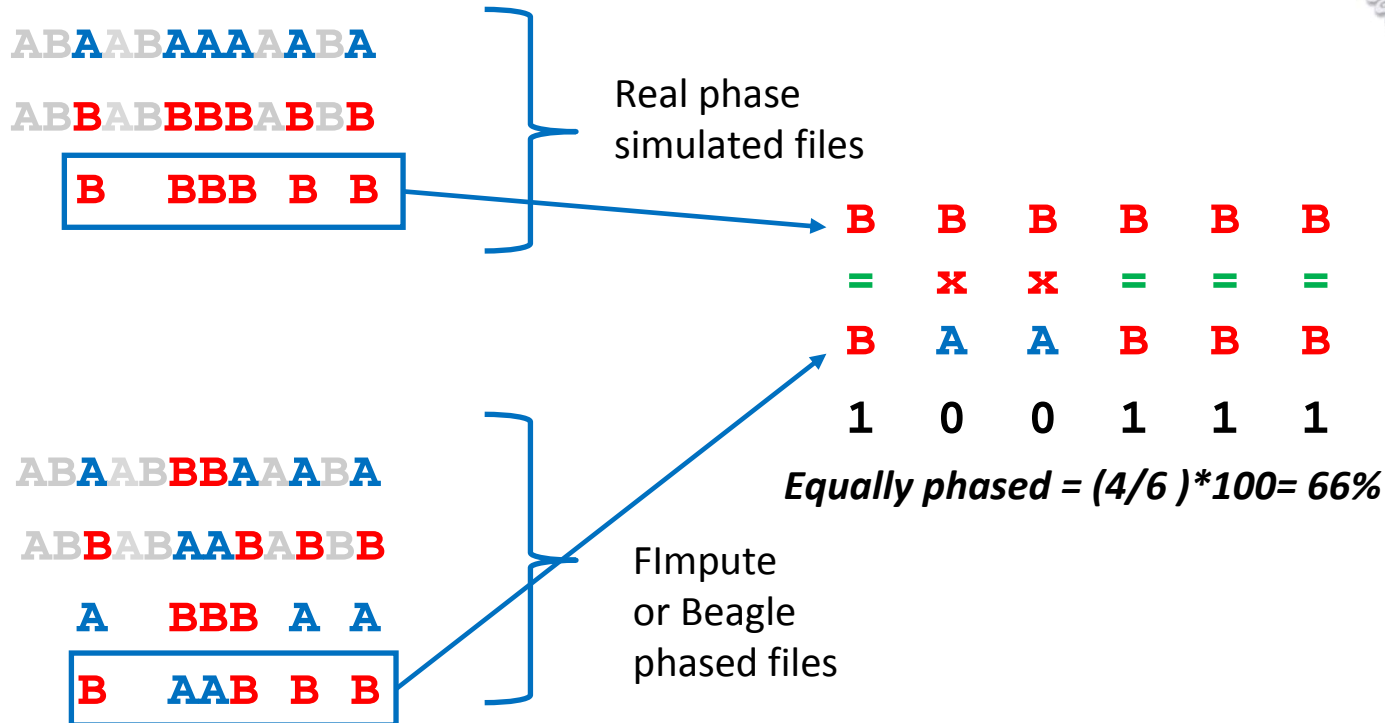 ABAABAAAAABA
ABBABBBBABBB
B BBB B B
Real phase
simulated files
B B B B B B
= x x = = =
B A A B B B
1 0 0 1 1 1
Equally phased = (4/6 )*100= 66%
ABAABBBAAABA
ABBABAABABBB
A BBB A A
B AAB B B
FImpute
or Beagle
phased files